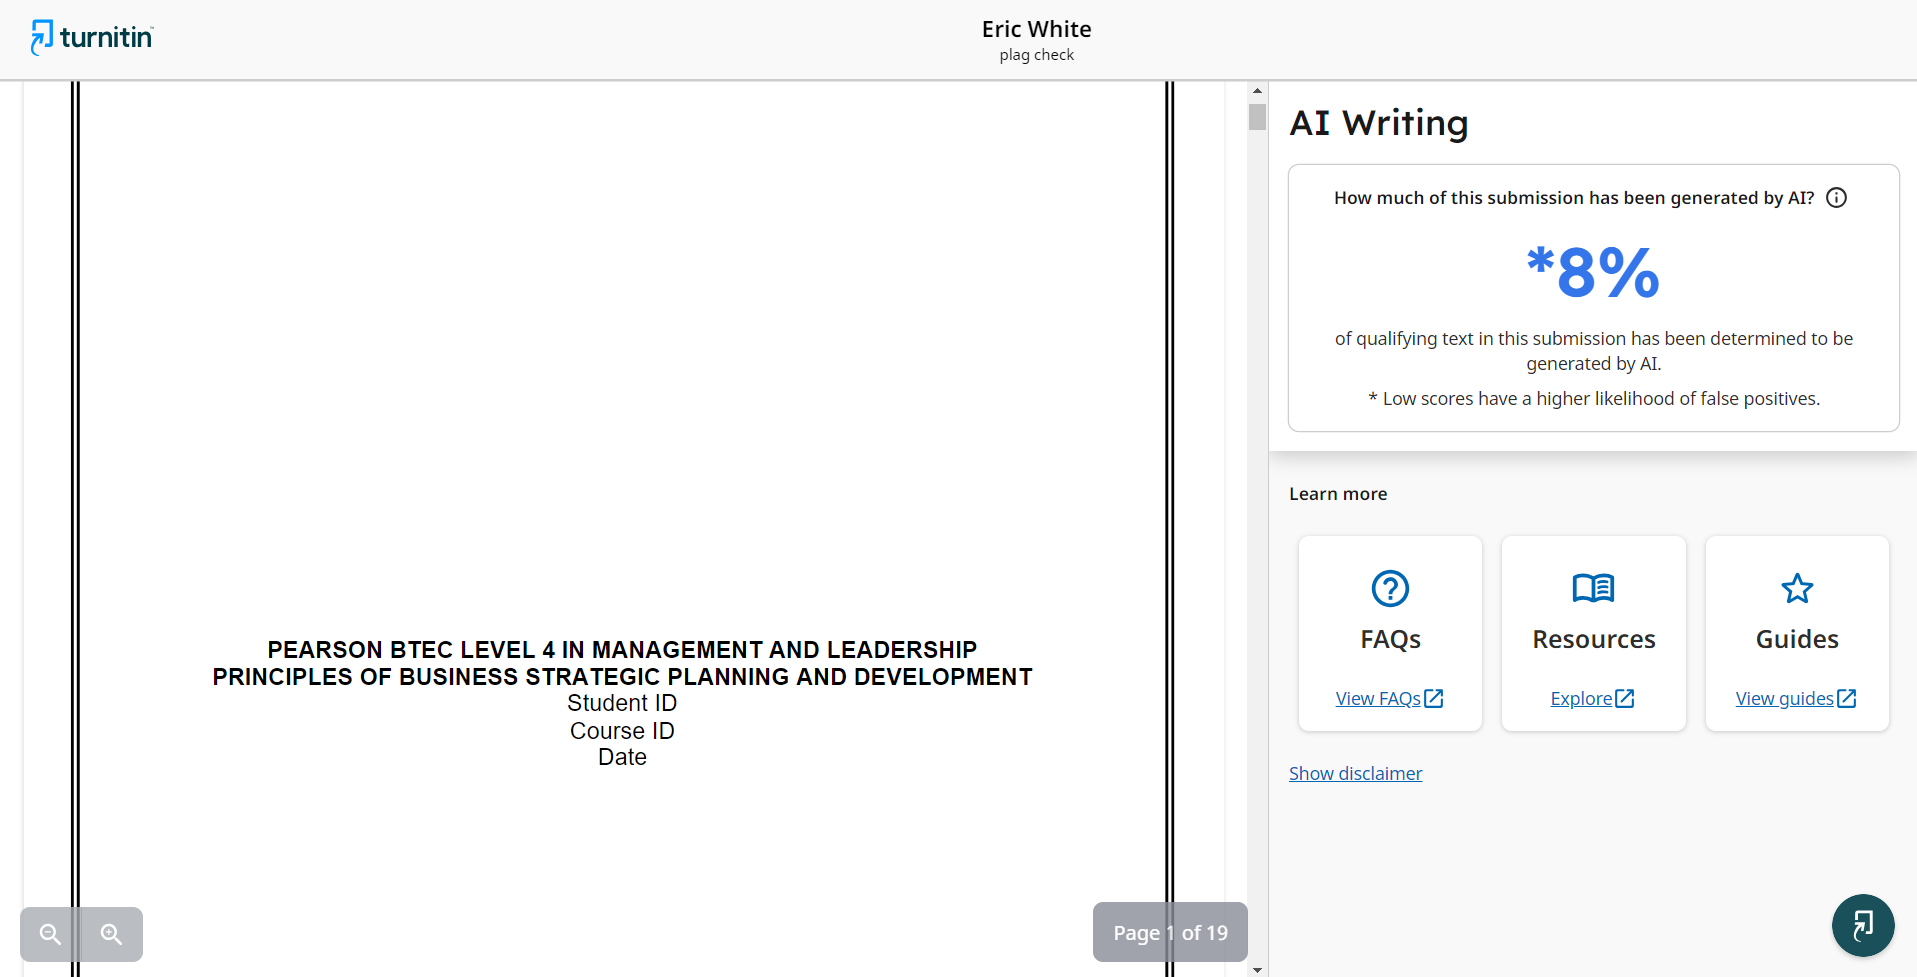 turnitin
Eric White
plag check
PEARSON BTEC LEVEL 4 IN MANAGEMENT AND LEADERSHIP
PRINCIPLES OF BUSINESS STRATEGIC PLANNING AND DEVELOPMENT
Student ID
Course ID
Date
Page 1 of 19
AI Writing
How much of this submission has been generated by AI?
*8%
of qualifying text in this submission has been determined to be
generated by AI.
* Low scores have a higher likelihood of false positives.
Learn more
FAQs
View FAQs
Resources
Explore
Guides
View guides
Show disclaimer